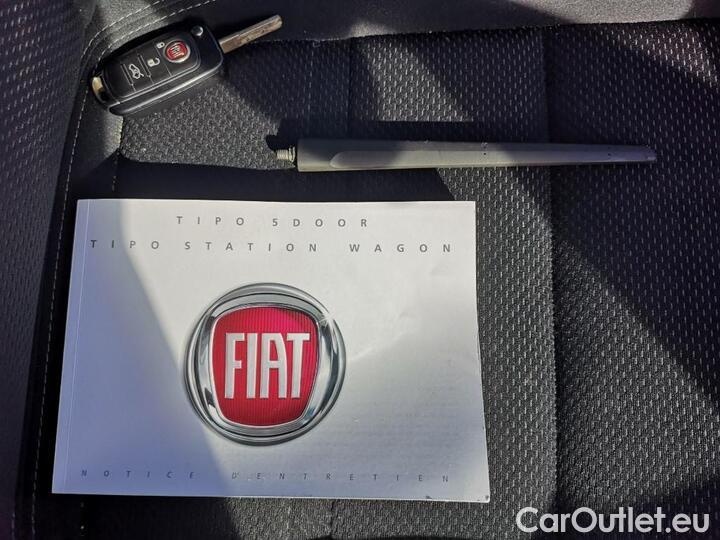 TIPO 5DOOR
TIPO STATION WAGON
FIAT
NOTICE D'ENTRETIEN
CarOutlet.eu